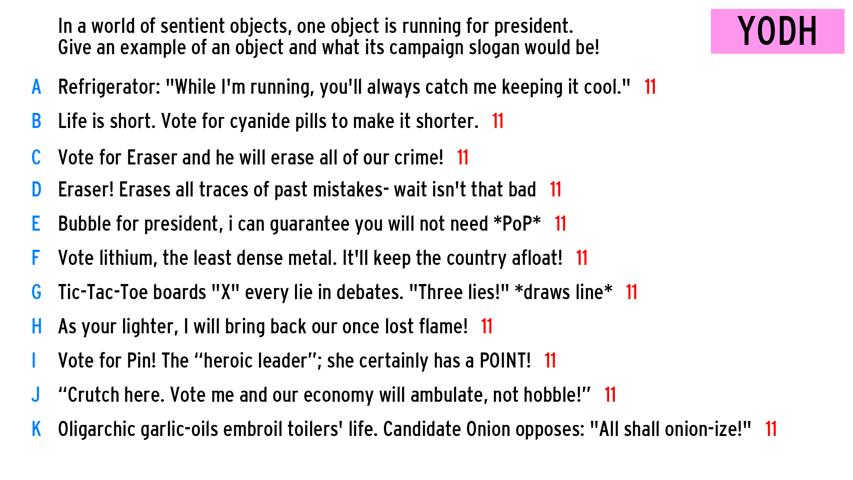 In a world of sentient objects, one object is running for president.
Give an example of an object and what its campaign slogan would be!
YODH
A Refrigerator: "While I'm running, you'll always catch me keeping it cool." 11
B Life is short. Vote for cyanide pills to make it shorter. 11
C Vote for Eraser and he will erase all of our crime! 11
D Eraser! Erases all traces of past mistakes- wait isn't that bad 11
E Bubble for president, i can guarantee you will not need *PoP* 11
F Vote lithium, the least dense metal. It'll keep the country afloat! 11
G Tic-Tac-Toe boards "X" every lie in debates. "Three lies!" *draws line* 11
H As your lighter, I will bring back our once lost flame! 11
I Vote for Pin! The “heroic leader”; she certainly has a POINT! 11
J “Crutch here. Vote me and our economy will ambulate, not hobble!” 11
K Oligarchic garlic-oils embroil toilers' life. Candidate Onion opposes: "All shall onion-ize!" 11